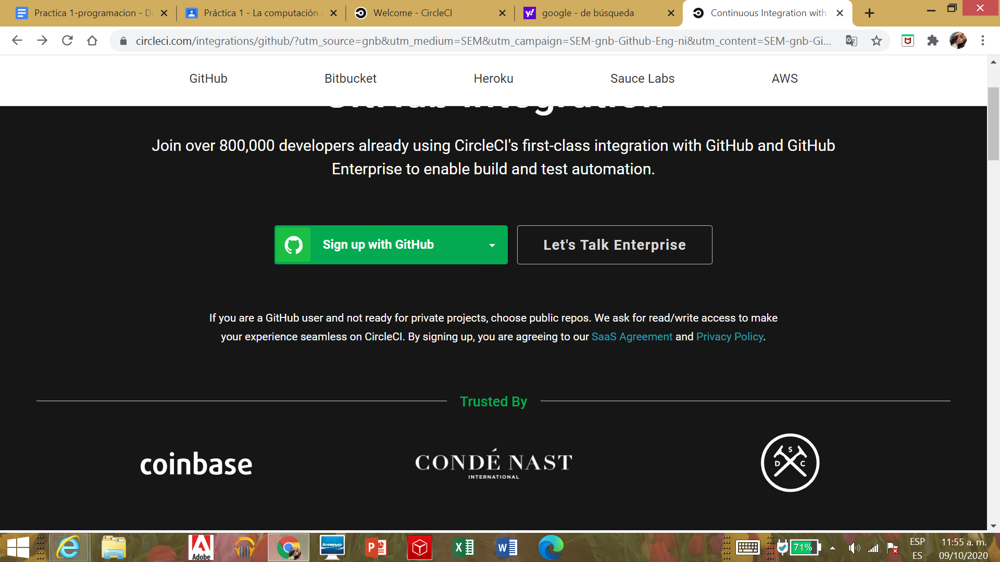 Practica 1-programacion - Do
Práctica 1 - La computación c
Welcome - CircleCI
google - de búsqueda
Continuous Integration with
circleci.com/integrations/github/?utm_source=gnb&utm_medium=SEM&utm_campaign=SEM-gnb-Github-Eng-ni&utm_content=SEM-gnb-Gi...
GitHub
Bitbucket
Heroku
Sauce Labs
AWS
GitHub Integration
Join over 800,000 developers already using CircleCI's first-class integration with GitHub and GitHub
Enterprise to enable build and test automation.
Sign up with GitHub
Let's Talk Enterprise
If you are a GitHub user and not ready for private projects, choose public repos. We ask for read/write access to make
your experience seamless on CircleCI. By signing up, you are agreeing to our SaaS Agreement and Privacy Policy.
Trusted By
coinbase
CONDÉ NAST
INTERNATIONAL
S
D C
Adobe
lenovo
71%
ESP
ES
11:55 a. m.
09/10/2020